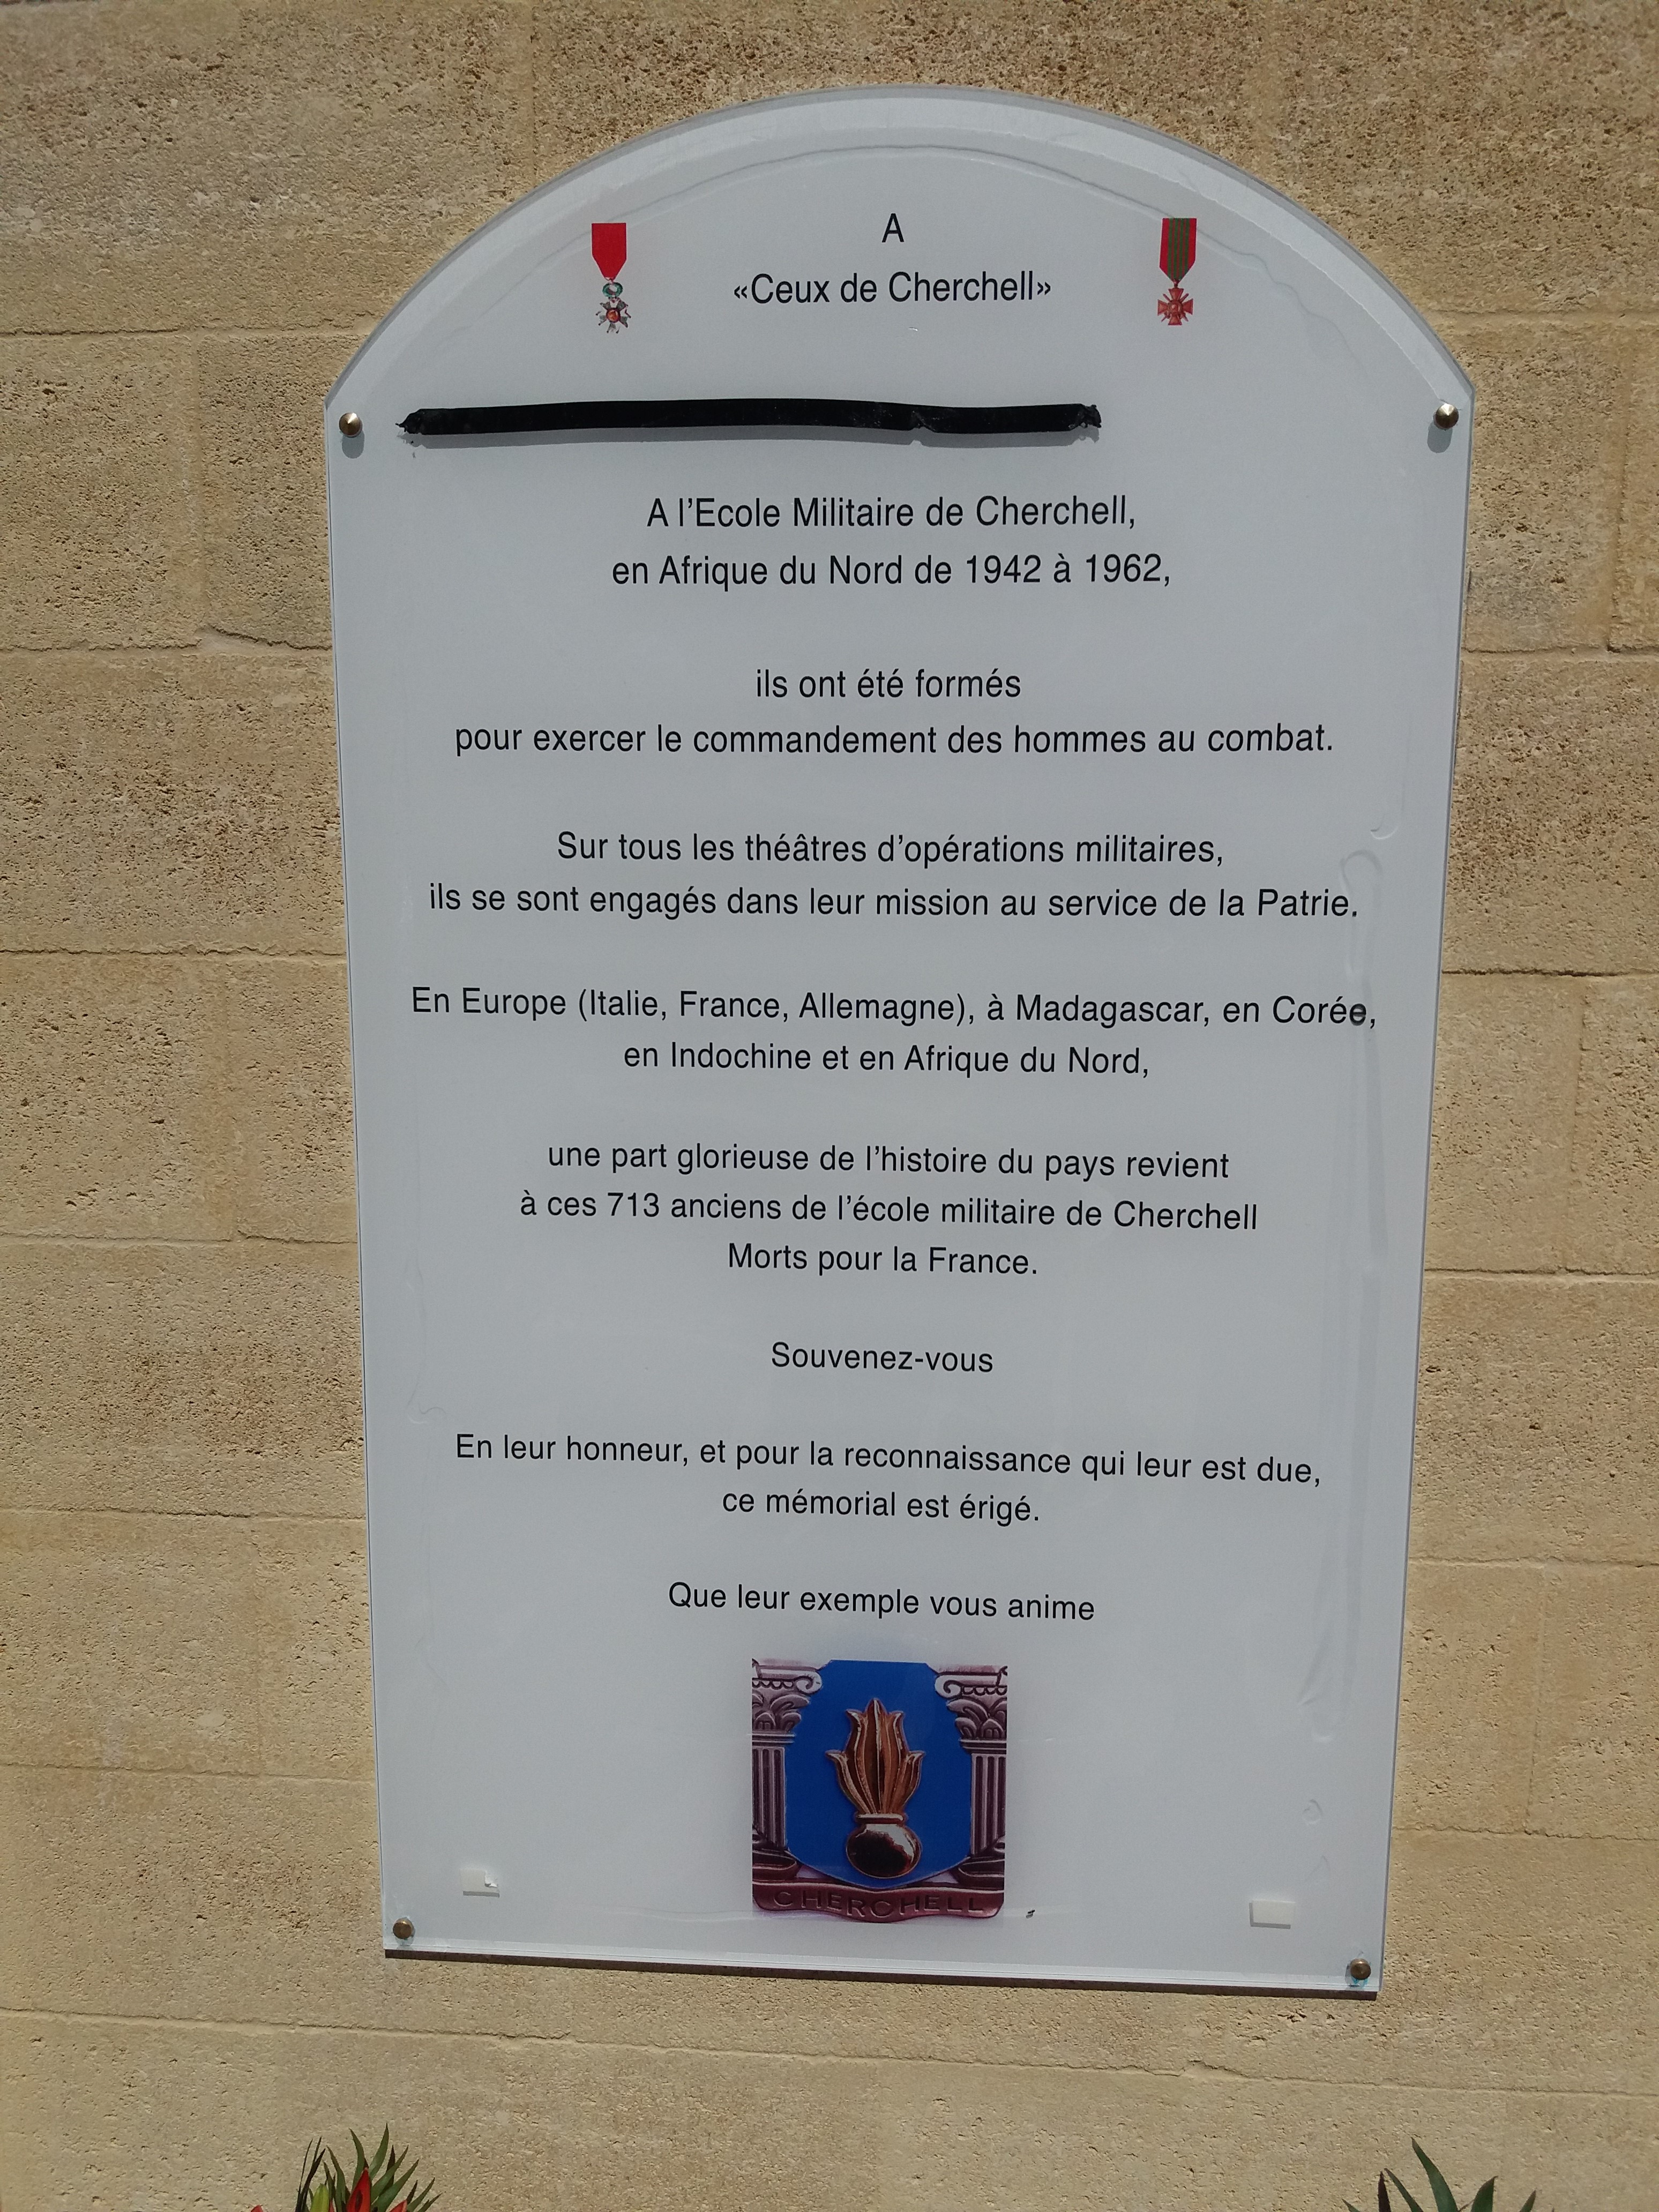 A
«Ceux de Cherchell»
A l'Ecole Militaire de Cherchell,
en Afrique du Nord de 1942 à 1962,
ils ont été formés
pour exercer le commandement des hommes au combat.
Sur tous les théâtres d'opérations militaires,
ils se sont engagés dans leur mission au service de la Patrie.
En Europe (Italie, France, Allemagne), à Madagascar, en Corée,
en Indochine et en Afrique du Nord,
une part glorieuse de l'histoire du pays revient
à ces 713 anciens de l'école militaire de Cherchell
Morts pour la France.
Souvenez-vous
En leur honneur, et pour la reconnaissance qui leur est due,
ce mémorial est érigé.
Que leur exemple vous anime
CHERCHELL